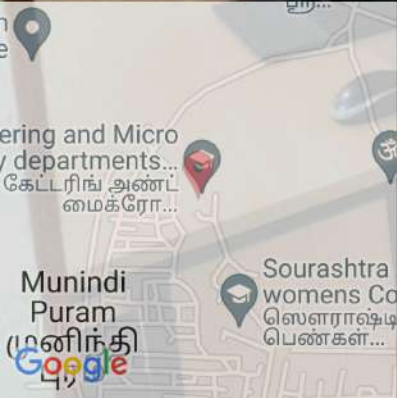 ering and Micro
y departments...
கேட்டரிங் அண்ட்
மைக்ரோ...
Sourashtra
womens Co
ஸௌராஷ்டி
பெண்கள்...
Munindi
Puram
முனிந்தி
Google